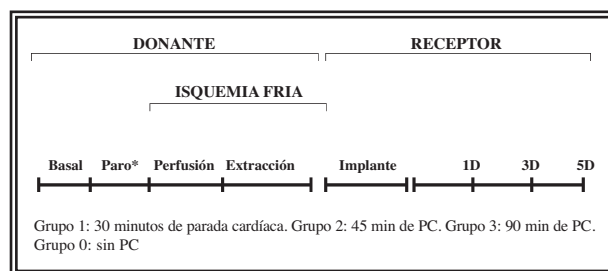 DONANTE RECEPTOR
ISQUEMIA FRIA
Basal Paro* Perfusión Extracción Implante 1D 3D 5D
Grupo 1: 30 minutos de parada cardíaca. Grupo 2: 45 min de PC. Grupo 3: 90 min de PC.
Grupo 0: sin PC